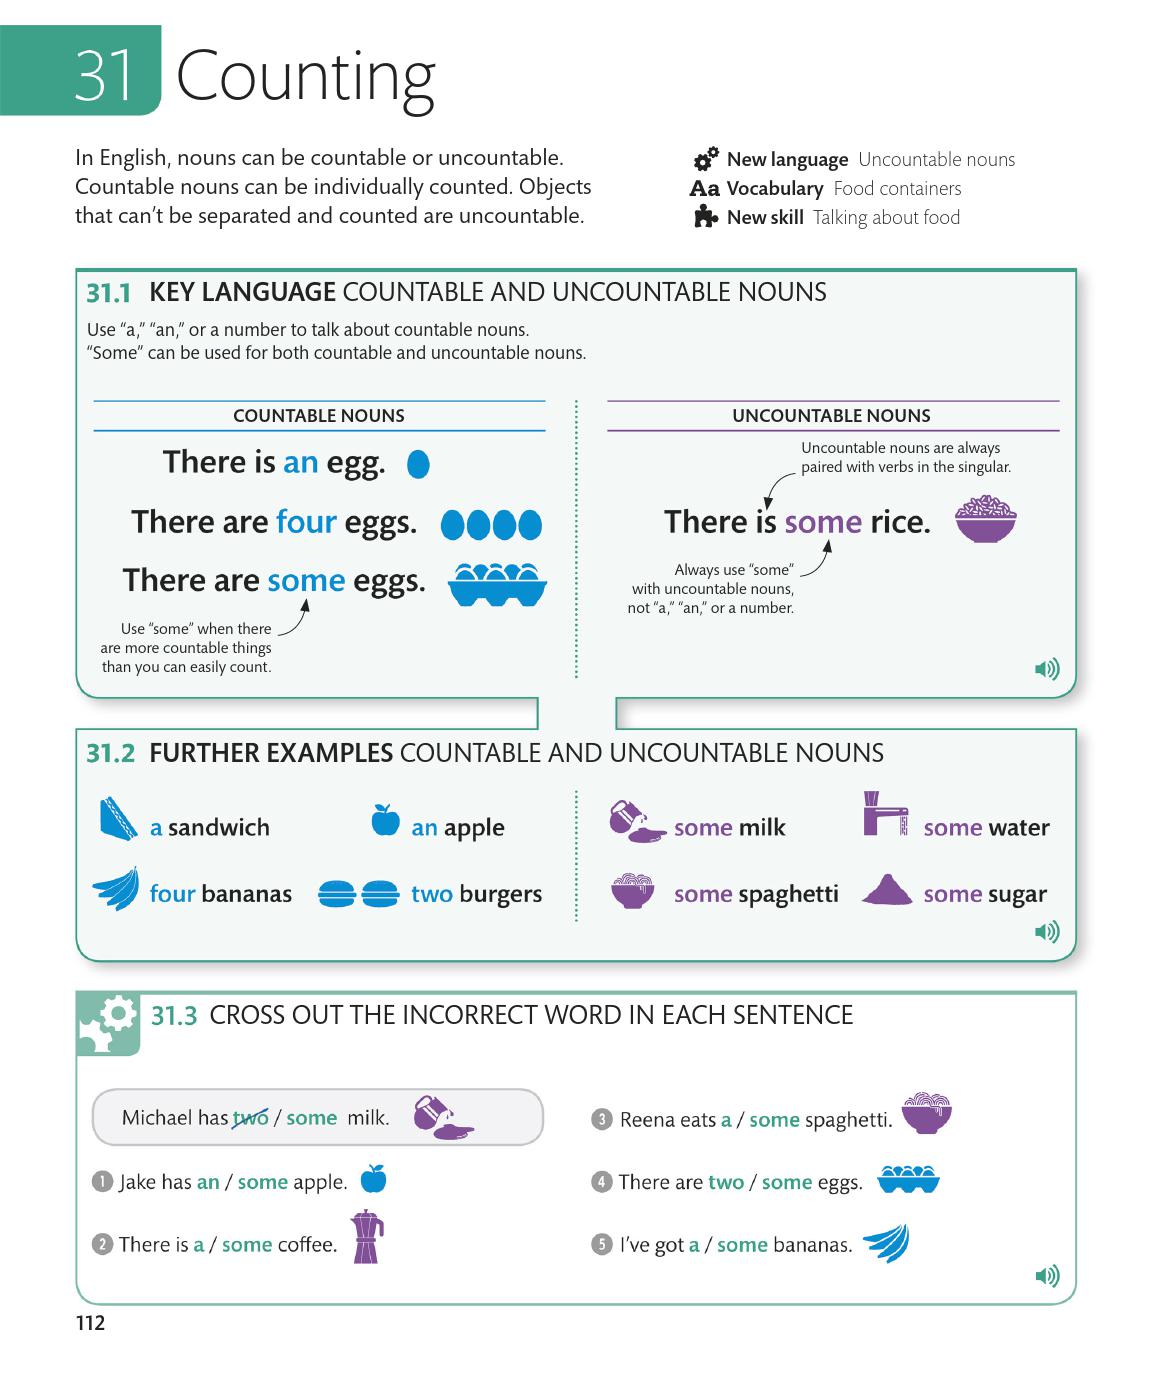 31 Counting
In English, nouns can be countable or uncountable.
Countable nouns can be individually counted. Objects
that can’t be separated and counted are uncountable.
New language Uncountable nouns
Aa Vocabulary Food containers
New skill Talking about food
31.1 KEY LANGUAGE COUNTABLE AND UNCOUNTABLE NOUNS
Use “a,” “an,” or a number to talk about countable nouns.
“Some” can be used for both countable and uncountable nouns.
COUNTABLE NOUNS
There is an egg.
There are four eggs.
There are some eggs.
Use “some” when there
are more countable things
than you can easily count.
UNCOUNTABLE NOUNS
Uncountable nouns are always
paired with verbs in the singular.
There is some rice.
Always use “some”
with uncountable nouns,
not “a,” “an,” or a number.
31.2 FURTHER EXAMPLES COUNTABLE AND UNCOUNTABLE NOUNS
a sandwich
an apple
four bananas
two burgers
some milk
some water
some spaghetti
some sugar
31.3 CROSS OUT THE INCORRECT WORD IN EACH SENTENCE
Michael has two / some milk.
1 Jake has an / some apple.
2 There is a / some coffee.
3 Reena eats a / some spaghetti.
4 There are two / some eggs.
5 I’ve got a / some bananas.
112